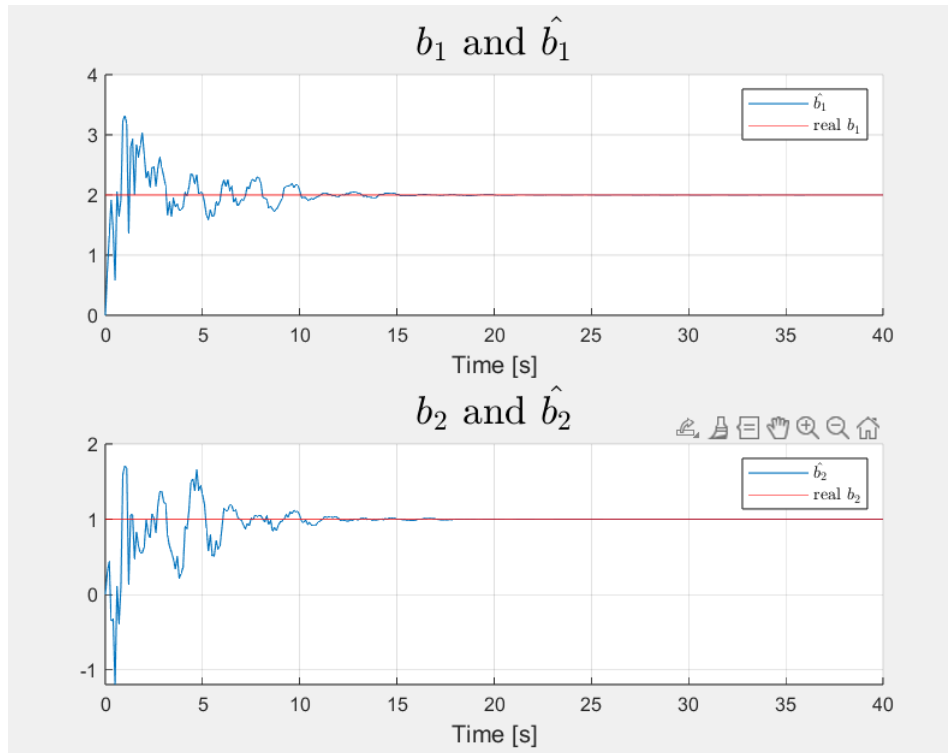 b₁ and b̂₁
4
3
2
1
0
b̂₁
real b₁
0 5 10 15 20 25 30 35 40
Time [s]
b₂ and b̂₂
2
1
0
-1
b̂₂
real b₂
0 5 10 15 20 25 30 35 40
Time [s]